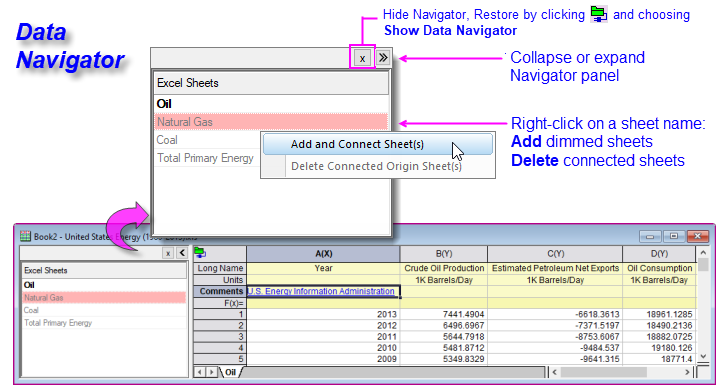 Data
Navigator
Hide Navigator, Restore by clicking and choosing
Show Data Navigator
x
Collapse or expand
Navigator panel
Excel Sheets
Oil
Natural Gas
Coal
Total Primary Energy
Add and Connect Sheet(s)
Delete Connected Origin Sheet(s)
Right-click on a sheet name:
Add dimmed sheets
Delete connected sheets
Book2 - United States Energy
x
Excel Sheets
Oil
Natural Gas
Coal
Total Primary Energy
A(X) B(Y) C(Y) D(Y)
Long Name Year Crude Oil Production Estimated Petroleum Net Exports Oil Consumption
Units 1K Barrels/Day 1K Barrels/Day 1K Barrels/Day
Comments U.S. Energy Information Administration
F(x)=
1 2013 7441.4904 -6618.3613 18961.1285
2 2012 6496.6967 -7371.5197 18490.2136
3 2011 5644.7918 -8753.6067 18882.0725
4 2010 5481.8712 -9484.537 19180.126
5 2009 5349.8329 -9641.315 18771.4
Oil